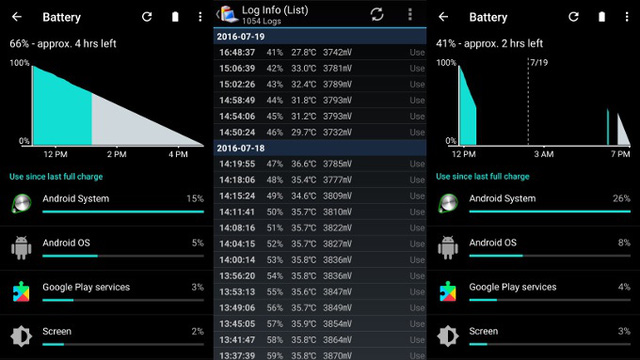 Battery
66% - approx. 4 hrs left
100%
0%
12 PM 2 PM 4 PM
Use since last full charge
Android System 15%
Android OS 5%
Google Play services 3%
Screen 2%
Log Info (List)
1054 Logs
2016-07-19
16:48:37 41% 27.8℃ 3742mV Use
15:06:39 42% 33.0℃ 3781mV Use
15:02:26 43% 32.4℃ 3789mV Use
14:58:49 44% 31.8℃ 3793mV Use
14:54:06 45% 31.2℃ 3793mV Use
14:50:24 46% 29.7℃ 3732mV Use
2016-07-18
14:19:55 47% 36.6℃ 3785mV Use
14:18:06 48% 35.4℃ 3777mV Use
14:15:24 49% 34.6℃ 3809mV Use
14:11:41 50% 35.7℃ 3810mV Use
14:08:16 51% 35.7℃ 3822mV Use
14:04:15 52% 35.7℃ 3827mV Use
14:00:14 53% 35.8℃ 3836mV Use
13:56:20 54% 35.8℃ 3846mV Use
13:53:13 55% 35.6℃ 3847mV Use
13:49:06 56% 35.7℃ 3849mV Use
13:45:05 57% 35.9℃ 3854mV Use
13:41:47 58% 35.8℃ 3864mV Use
13:37:39 59% 35.8℃ 3870mV Use
Battery
41% - approx. 2 hrs left
100%
7/19
0%
12 PM 3 AM 7 PM
Use since last full charge
Android System 26%
Android OS 8%
Google Play services 4%
Screen 3%